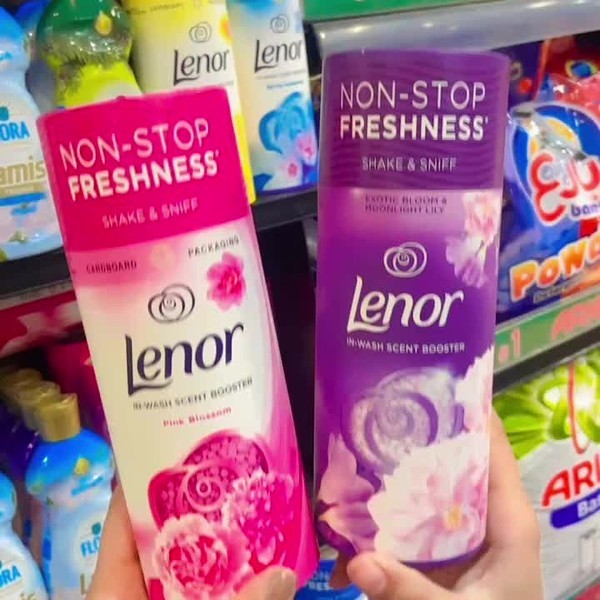 Lenor
Lenor
NON-STOP
FRESHNESS'
SHAKE & SNIFF
CARDBOARD
PACKAGING
Lenor
IN-WASH SCENT BOOSTER
Pink Blossom
NON-STOP
FRESHNESS'
SHAKE & SNIFF
EXOTIC BLOOM &
MOONLIGHT LILY
Lenor
IN-WASH SCENT BOOSTER